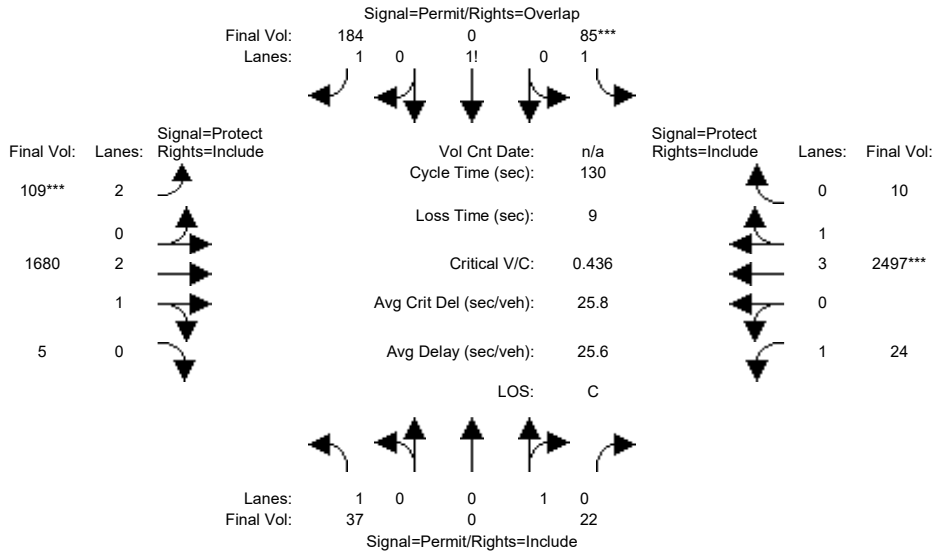 Signal=Permit/Rights=Overlap
Final Vol: 184 0 85***
Lanes: 1 0 1! 0 1
Signal=Protect Signal=Protect
Final Vol: Lanes: Rights=Include Vol Cnt Date: n/a Rights=Include Lanes: Final Vol:
Cycle Time (sec): 130
109*** 2 0 10
Loss Time (sec): 9
0 1
1680 2 Critical V/C: 0.436 3 2497***
1 Avg Crit Del (sec/veh): 25.8 0
5 0 Avg Delay (sec/veh): 25.6 1 24
LOS: C
Lanes: 1 0 0 1 0
Final Vol: 37 0 22
Signal=Permit/Rights=Include